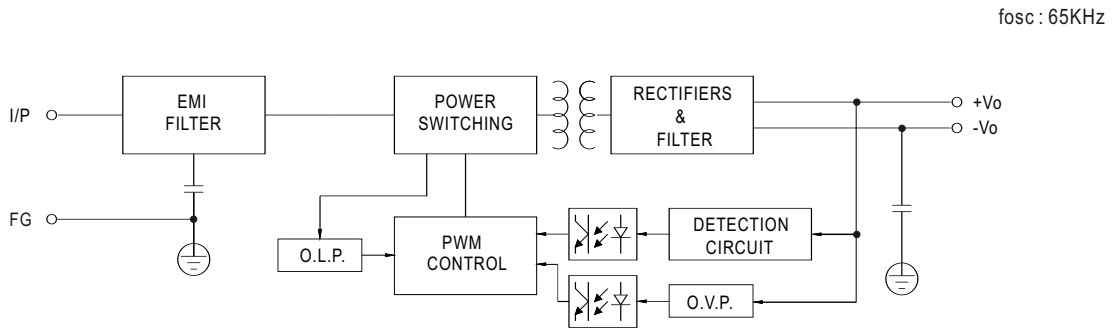 fosc : 65KHz
I/P
EMI
FILTER
POWER
SWITCHING
RECTIFIERS
&
FILTER
+Vo
-Vo
FG
O.L.P.
PWM
CONTROL
DETECTION
CIRCUIT
O.V.P.